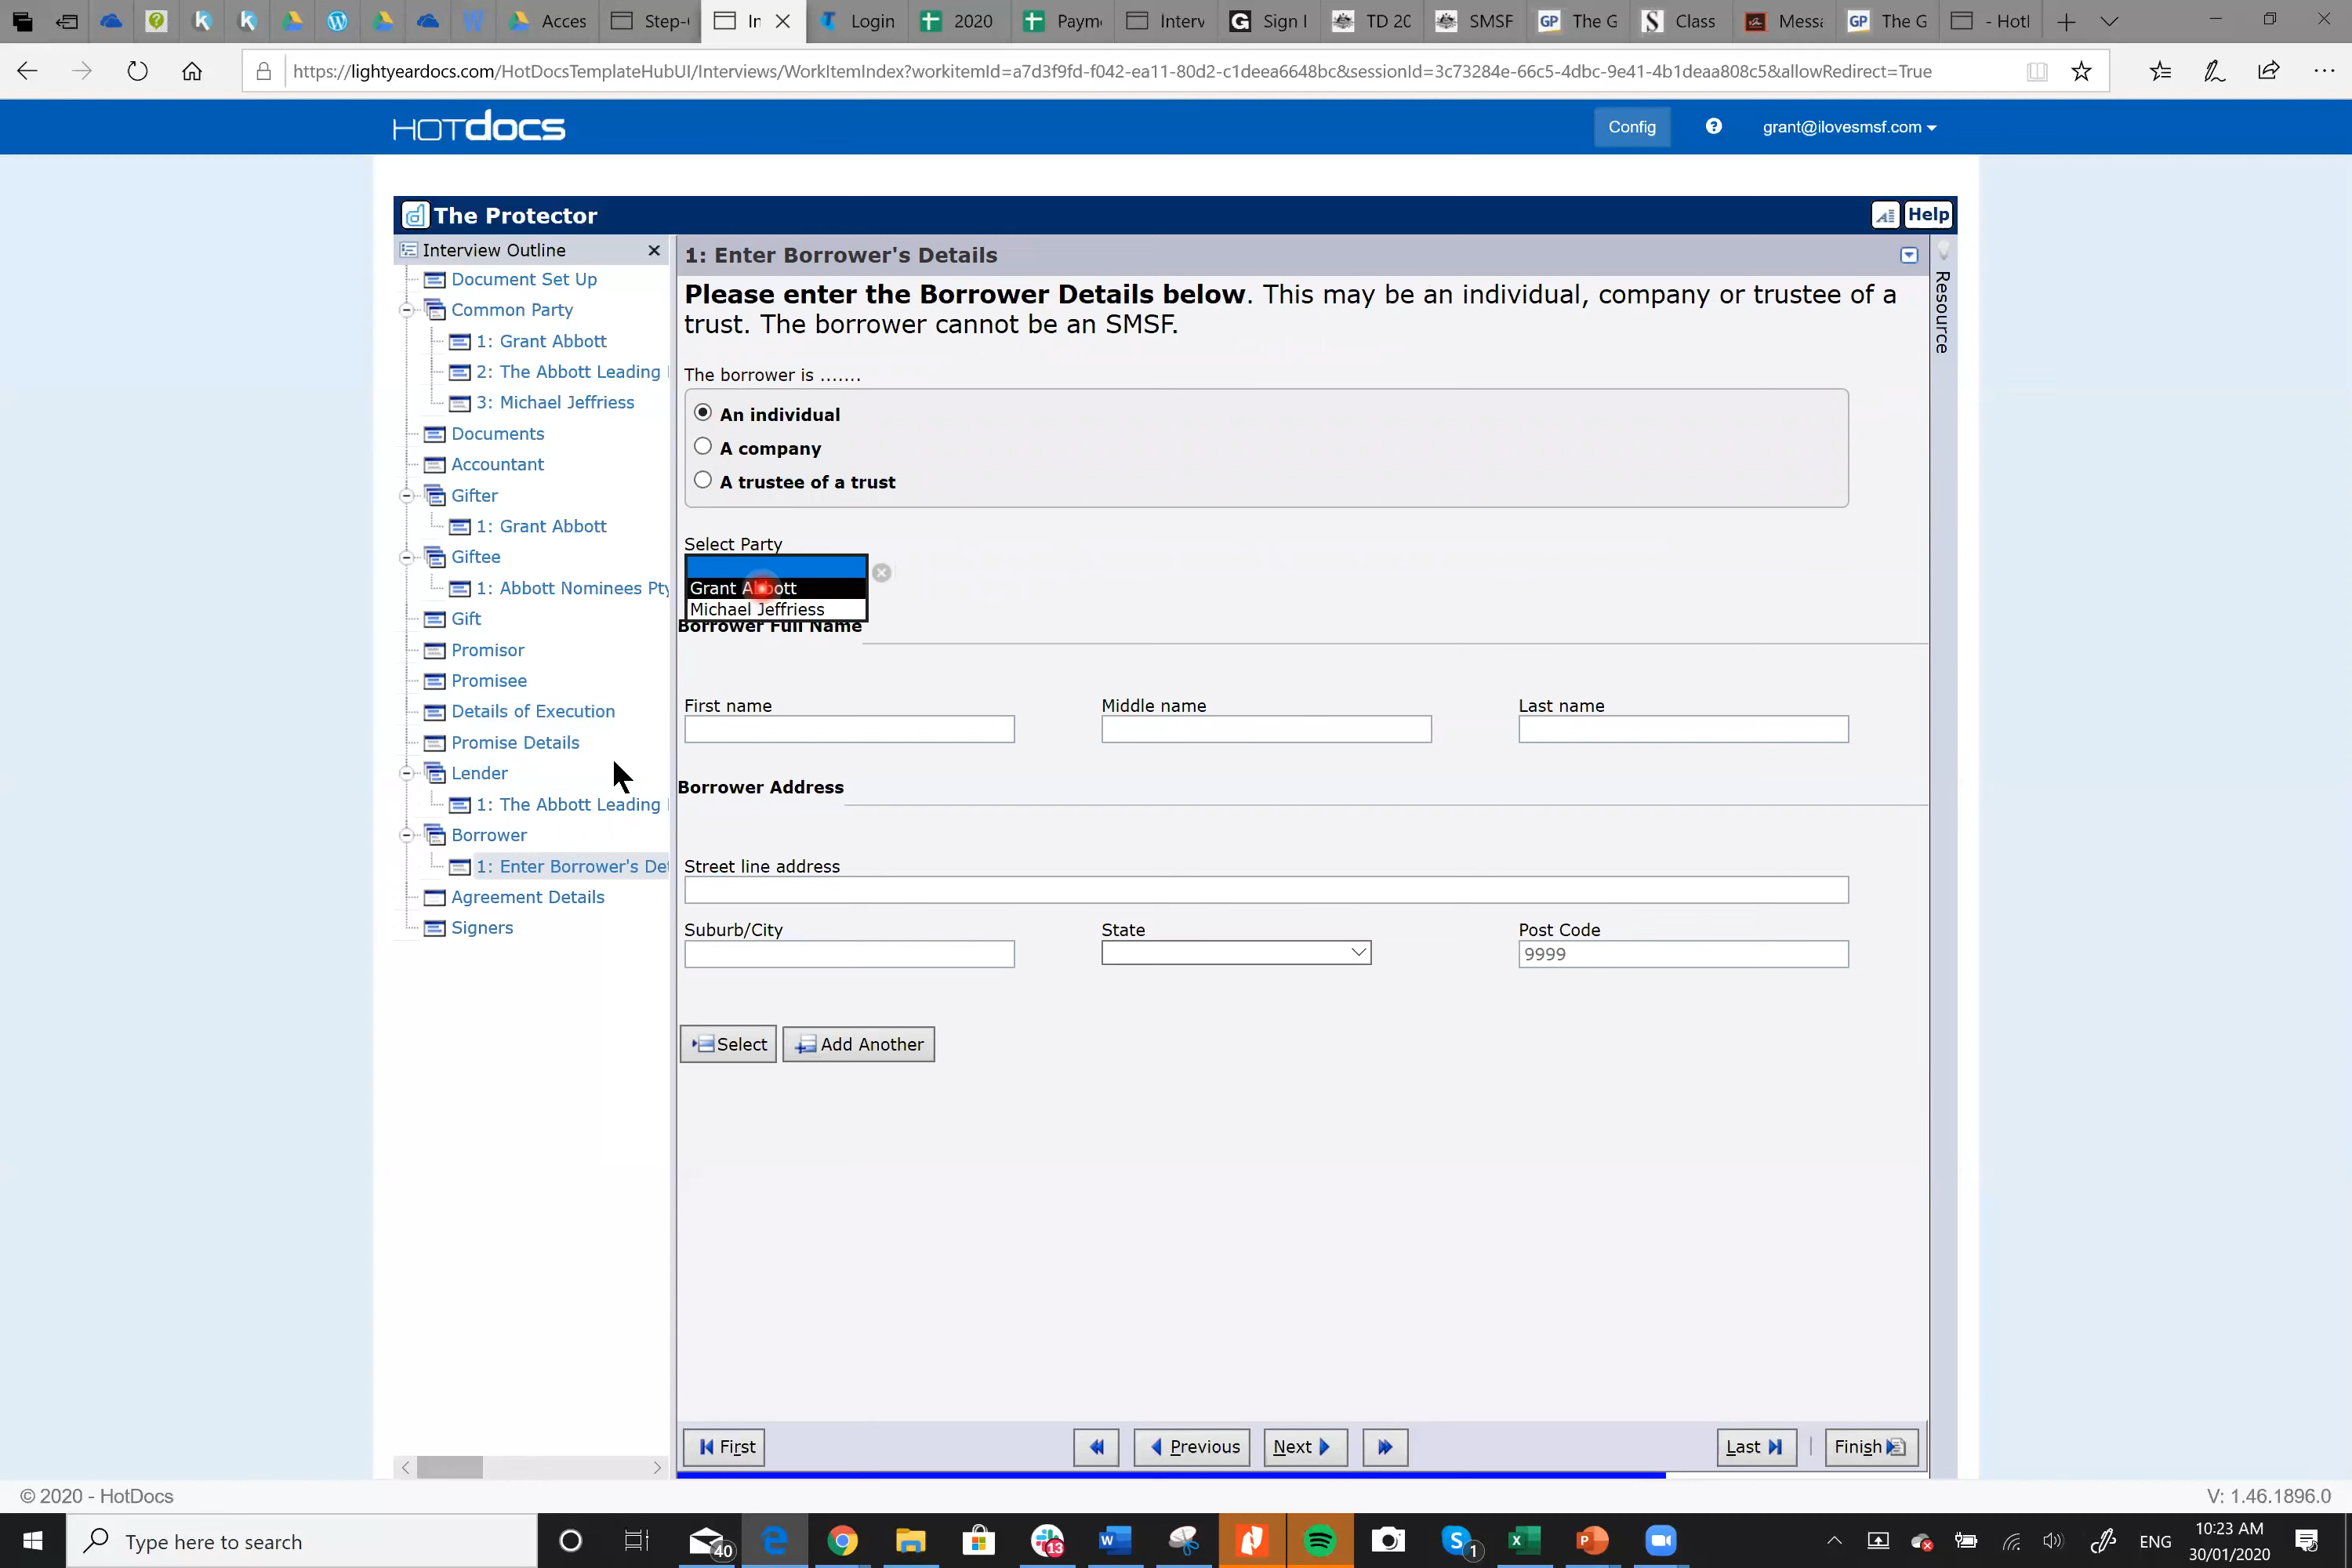 Acces
Step-
In
Login
2020
Payme
Interv
Sign I
TD 20
SMSF
GP
The G
Class
Messa
GP
The G
- Hotl
https://lightyeardocs.com/HotDocsTemplateHubUI/Interviews/WorkItemIndex?workitemId=a7d3f9fd-f042-ea11-80d2-c1deea6648bc&sessionId=3c73284e-66c5-4dbc-9e41-4b1deaa808c5&allowRedirect=True
HOTdocs
Config
grant@ilovesmsf.com
The Protector
Help
Interview Outline
Document Set Up
Common Party
1: Grant Abbott
2: The Abbott Leading
3: Michael Jeffriess
Documents
Accountant
Gifter
1: Grant Abbott
Giftee
1: Abbott Nominees Pty
Gift
Promisor
Promisee
Details of Execution
Promise Details
Lender
1: The Abbott Leading
Borrower
1: Enter Borrower's De
Agreement Details
Signers
1: Enter Borrower's Details
Resource
Please enter the Borrower Details below. This may be an individual, company or trustee of a
trust. The borrower cannot be an SMSF.
The borrower is .......
An individual
A company
A trustee of a trust
Select Party
Grant Abbott
Michael Jeffriess
Borrower Full Name
First name
Middle name
Last name
Borrower Address
Street line address
Suburb/City
State
Post Code
9999
Select
Add Another
First
Previous
Next
Last
Finish
© 2020 - HotDocs
V: 1.46.1896.0
Type here to search
40
13
1
ENG
10:23 AM
30/01/2020